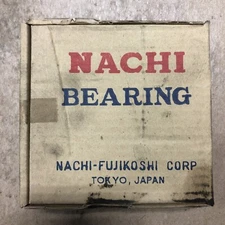 NACHI
BEARING
NACHI-FUJIKOSHI CORP
TOKYO, JAPAN